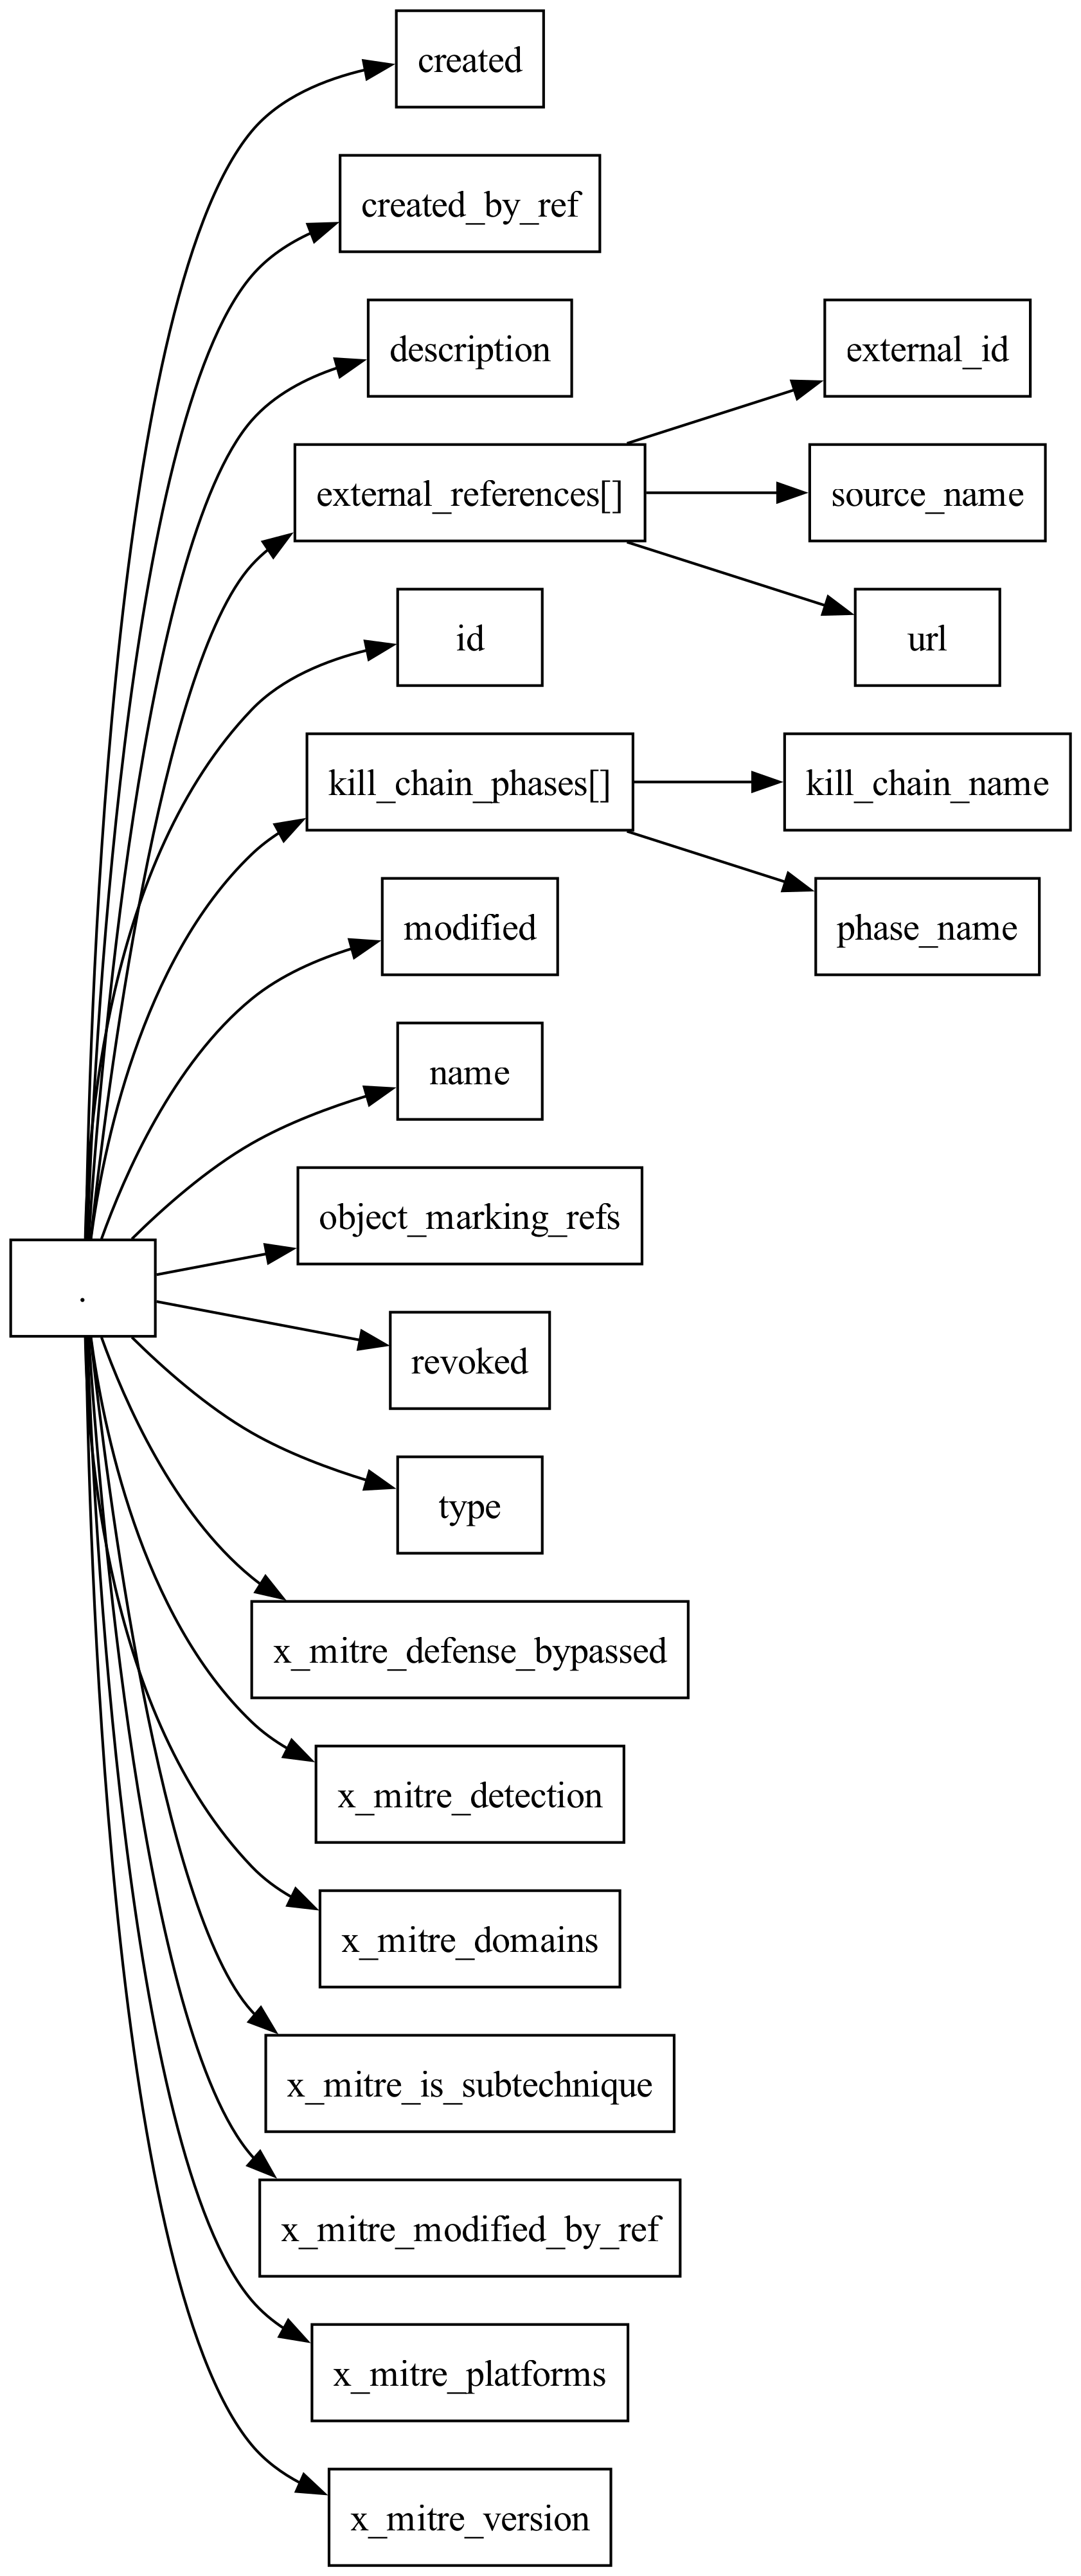 created
created_by_ref
description
external_id
external_references[]
source_name
id
url
kill_chain_phases[]
kill_chain_name
modified
phase_name
name
object_marking_refs
.
revoked
type
x_mitre_defense_bypassed
x_mitre_detection
x_mitre_domains
x_mitre_is_subtechnique
x_mitre_modified_by_ref
x_mitre_platforms
x_mitre_version